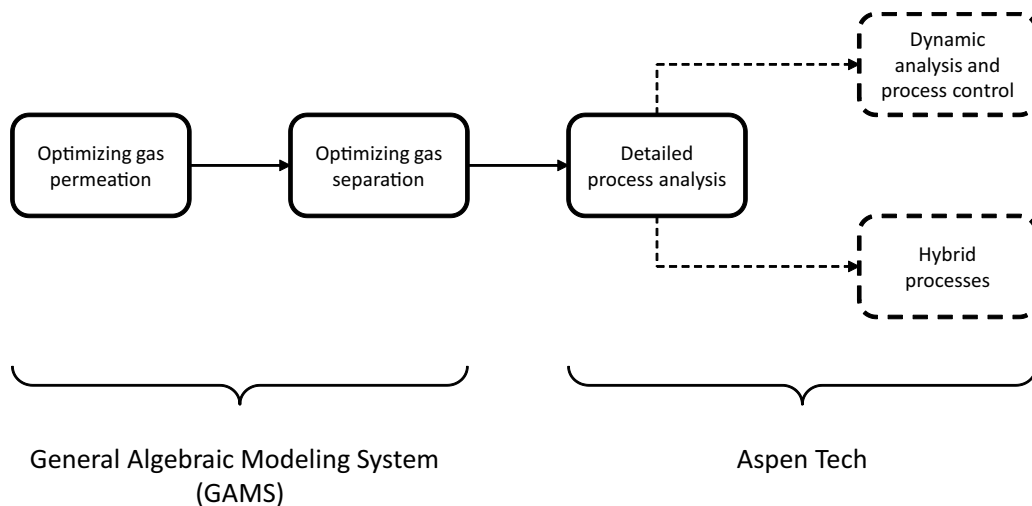 Optimizing gas
permeation
Optimizing gas
separation
Detailed
process analysis
Dynamic
analysis and
process control
Hybrid
processes
General Algebraic Modeling System
(GAMS)
Aspen Tech